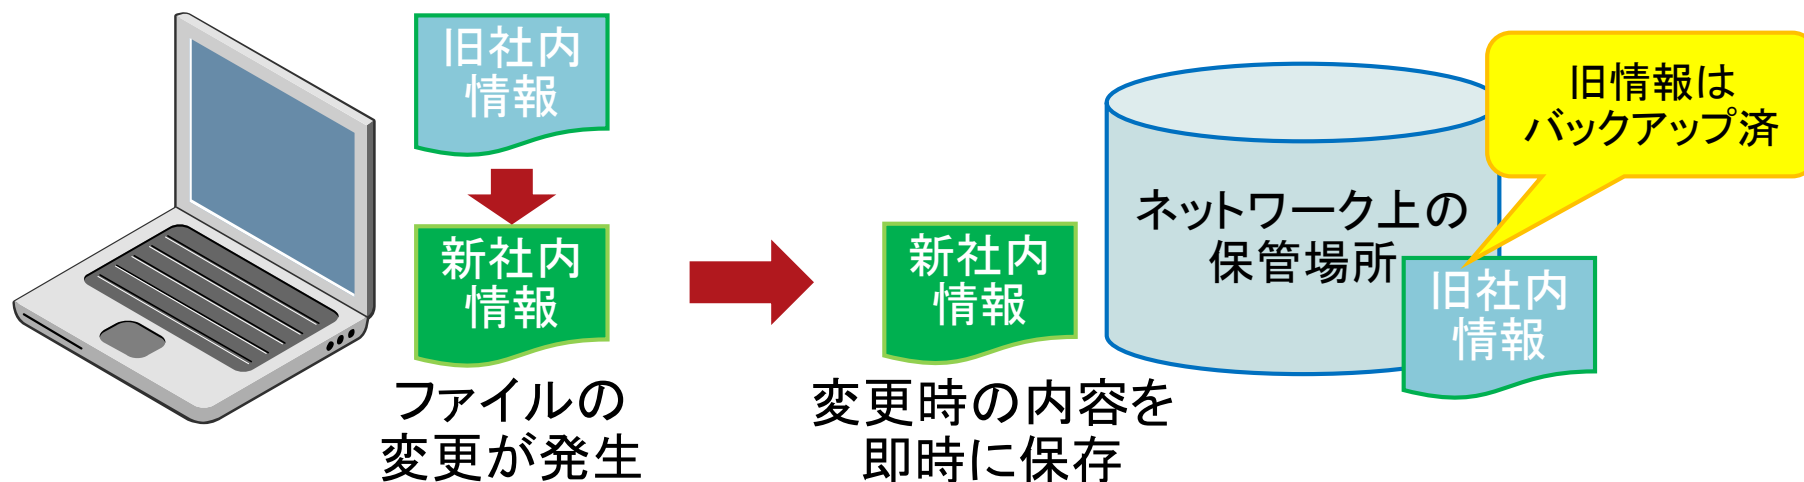 旧社内
情報
新社内
情報
ファイルの
変更が発生
新社内
情報
変更時の内容を
即時に保存
ネットワーク上の
保管場所
旧情報は
バックアップ済
旧社内
情報